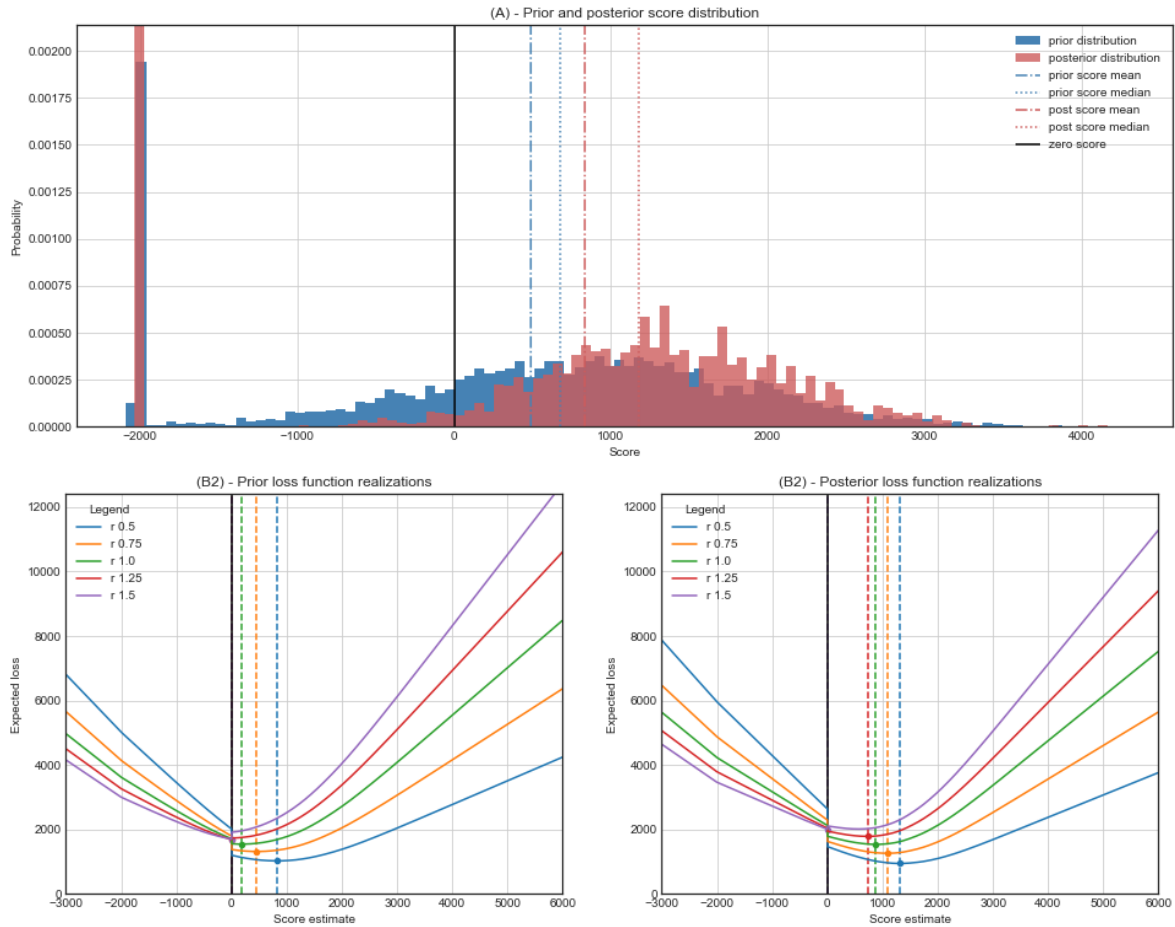 (A) - Prior and posterior score distribution
0.00200
0.00175
0.00150
0.00125
0.00100
0.00075
0.00050
0.00025
0.00000
Probability
prior distribution
posterior distribution
prior score mean
prior score median
post score mean
post score median
zero score
−2000 −1000 0 1000 2000 3000 4000
Score
(B2) - Prior loss function realizations
12000
10000
8000
6000
4000
2000
0
Expected loss
Legend
r 0.5
r 0.75
r 1.0
r 1.25
r 1.5
−3000 −2000 −1000 0 1000 2000 3000 4000 5000 6000
Score estimate
(B2) - Posterior loss function realizations
12000
10000
8000
6000
4000
2000
0
Expected loss
Legend
r 0.5
r 0.75
r 1.0
r 1.25
r 1.5
−3000 −2000 −1000 0 1000 2000 3000 4000 5000 6000
Score estimate